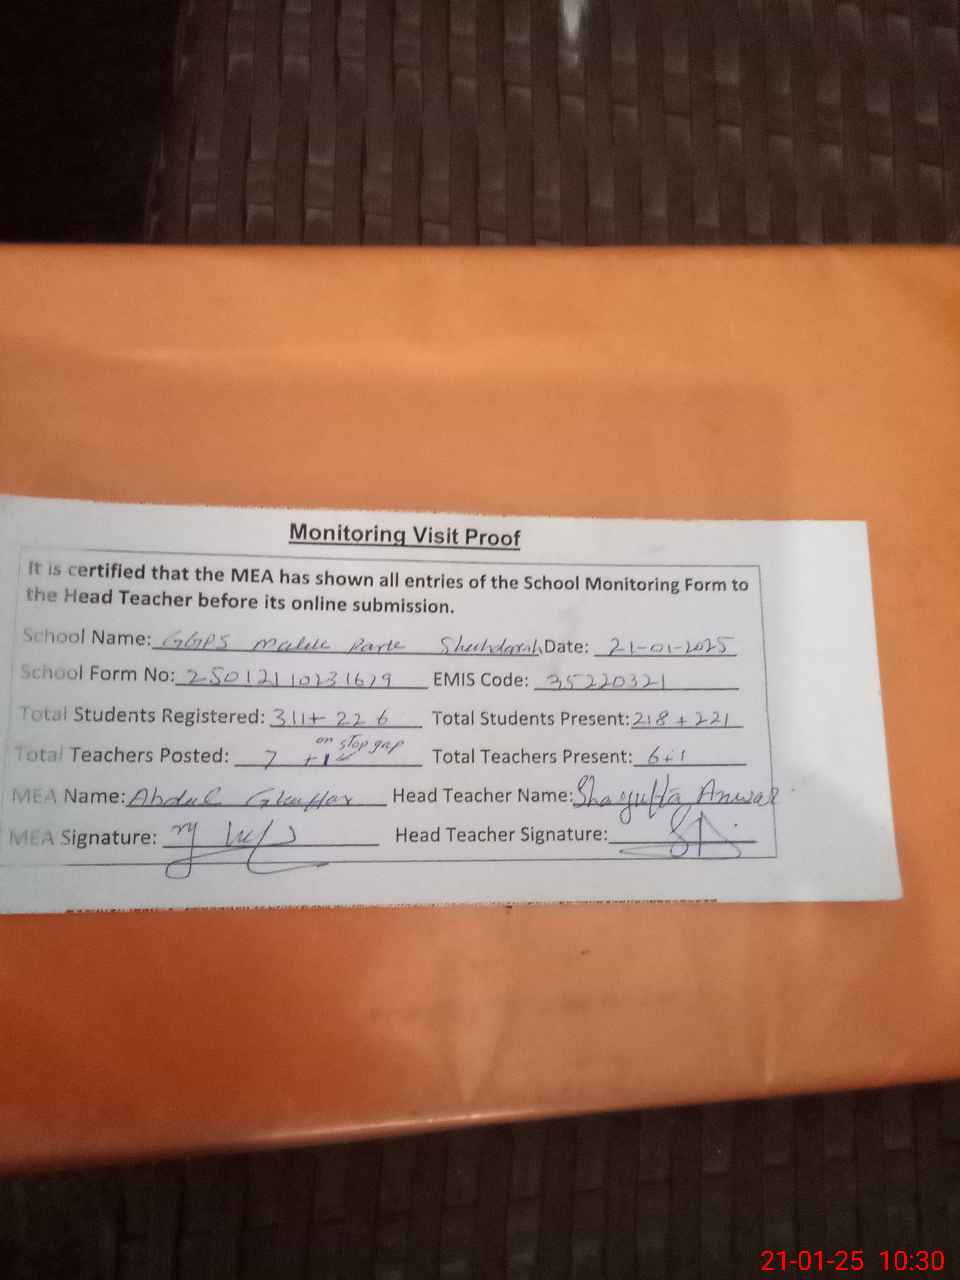 Monitoring Visit Proof
It is certified that the MEA has shown all entries of the School Monitoring Form to
the Head Teacher before its online submission.
School Name: GGPS Malik Park Date: 21-01-2025
School Form No: 250121110231629 EMIS Code: 35220321
Total Students Registered: 311+ 226 Total Students Present: 218 + 221
Total Teachers Posted: 7 +1 on stop gap Total Teachers Present: 6+1
MEA Name: Abdul Ghaffar Head Teacher Name: Shagufta Anwar
MEA Signature: Head Teacher Signature:
21-01-25 10:30